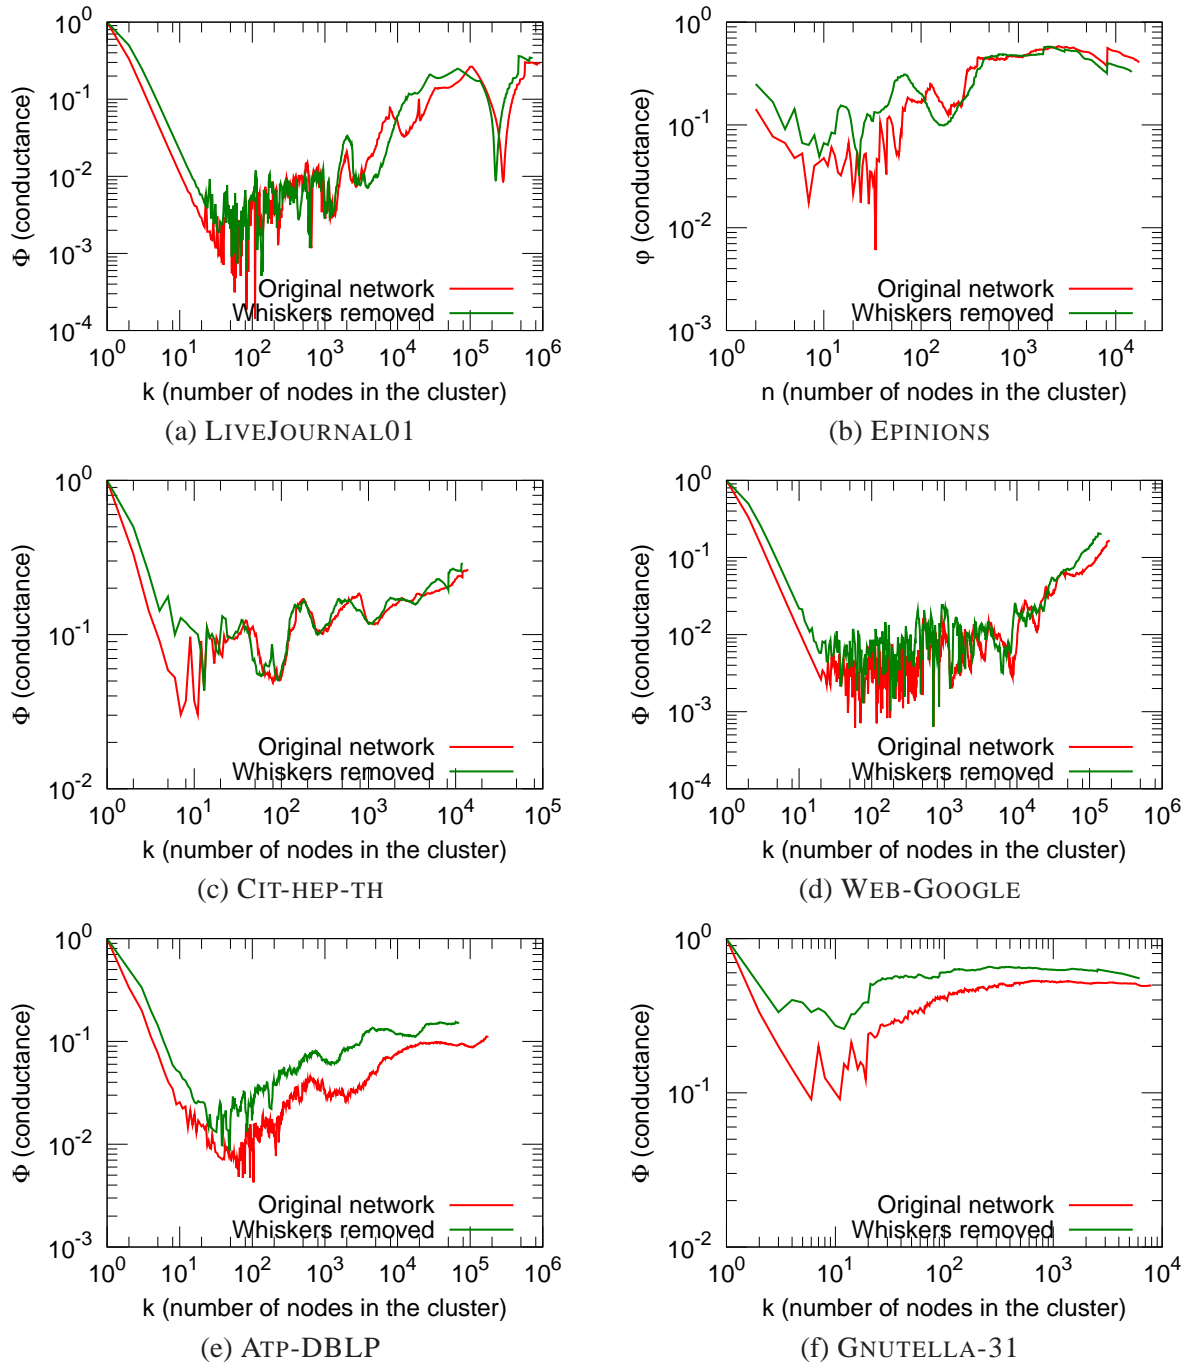 10^0
10^-1
10^-2
10^-3
10^-4
Φ (conductance)
Original network
Whiskers removed
10^0 10^1 10^2 10^3 10^4 10^5 10^6
k (number of nodes in the cluster)
(a) LIVEJOURNAL01
10^0
10^-1
10^-2
10^-3
φ (conductance)
Original network
Whiskers removed
10^0 10^1 10^2 10^3 10^4
n (number of nodes in the cluster)
(b) EPINIONS
10^0
10^-1
10^-2
Φ (conductance)
Original network
Whiskers removed
10^0 10^1 10^2 10^3 10^4 10^5
k (number of nodes in the cluster)
(c) CIT-HEP-TH
10^0
10^-1
10^-2
10^-3
10^-4
Φ (conductance)
Original network
Whiskers removed
10^0 10^1 10^2 10^3 10^4 10^5 10^6
k (number of nodes in the cluster)
(d) WEB-GOOGLE
10^0
10^-1
10^-2
10^-3
Φ (conductance)
Original network
Whiskers removed
10^0 10^1 10^2 10^3 10^4 10^5 10^6
k (number of nodes in the cluster)
(e) ATP-DBLP
10^0
10^-1
10^-2
Φ (conductance)
Original network
Whiskers removed
10^0 10^1 10^2 10^3 10^4
k (number of nodes in the cluster)
(f) GNUTELLA-31